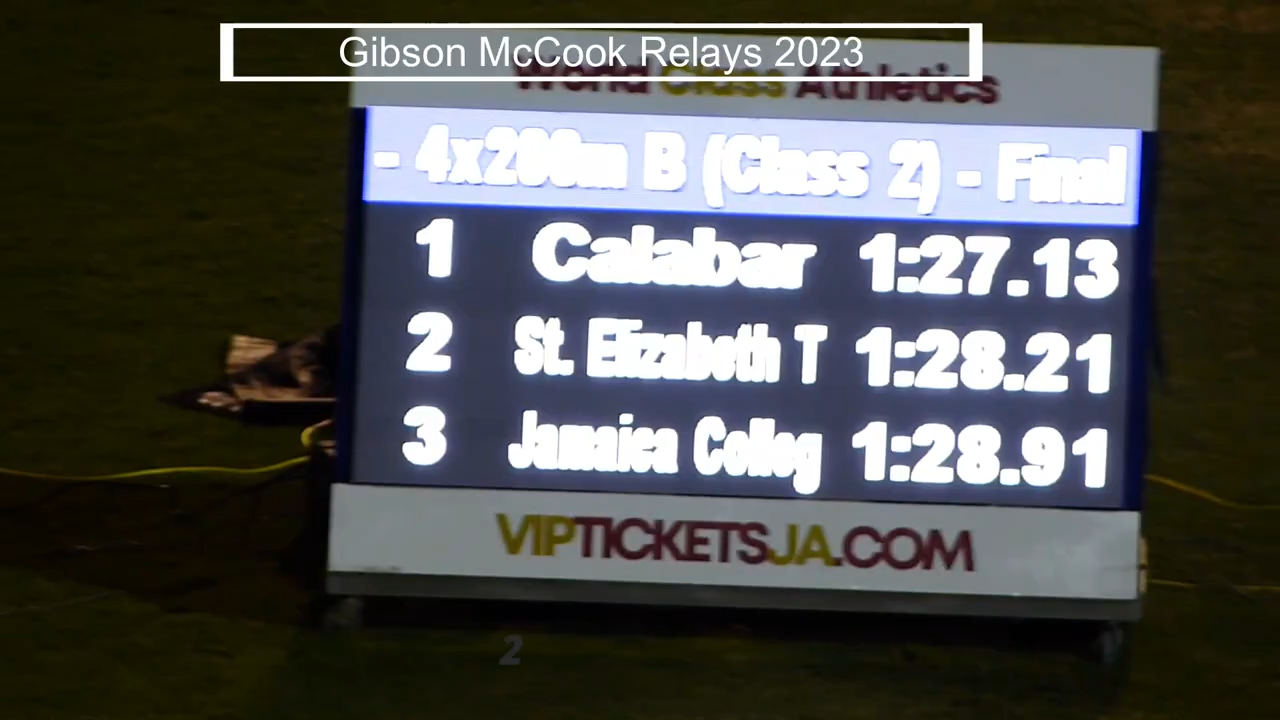 Gibson McCook Relays 2023
World Class Athletics
- 4x200m B (Class 2) - Final
1 Calabar 1:27.13
2 St. Elizabeth T 1:28.21
3 Jamaica Colleg 1:28.91
VIPTICKETSJA.COM
2